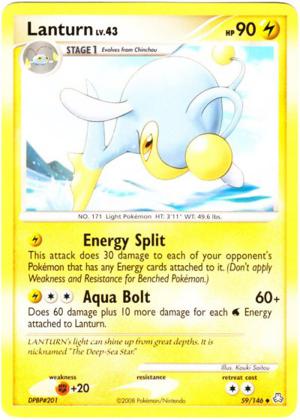 Lanturn LV.43 HP 90
STAGE 1 Evolves from Chinchou
NO. 171 Light Pokémon HT: 3'11" WT: 49.6 lbs.
Energy Split
This attack does 30 damage to each of your opponent's
Pokémon that has any Energy cards attached to it. (Don't apply
Weakness and Resistance for Benched Pokémon.)
Aqua Bolt 60+
Does 60 damage plus 10 more damage for each
Energy attached to Lanturn.
LANTURN's light can shine up from great depths. It is
nicknamed "The Deep-Sea Star."
Illus. Kouki Saitou
weakness resistance retreat cost
+20
DPBP#201 ©2008 Pokémon/Nintendo 59/146